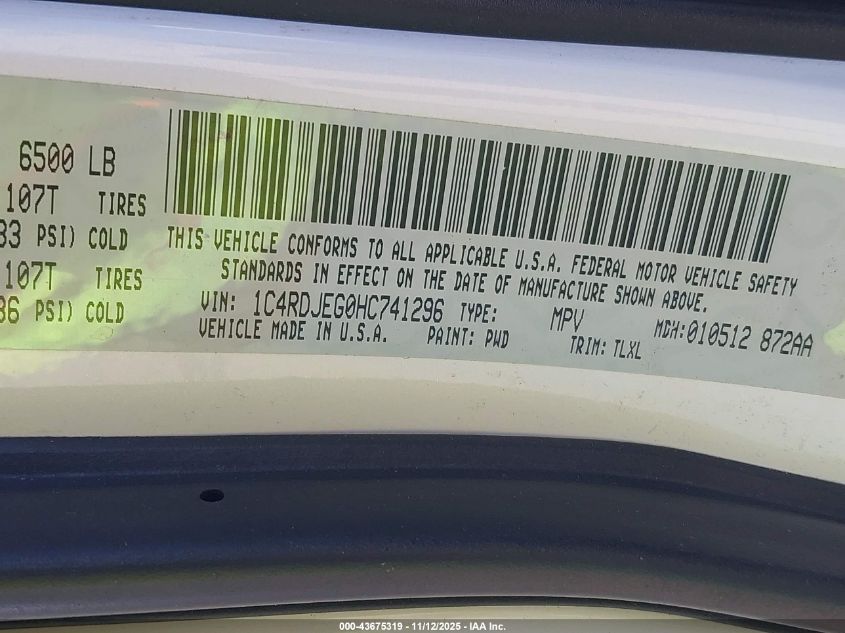 6500 LB
107T TIRES
33 PSI) COLD
107T TIRES
36 PSI) COLD
THIS VEHICLE CONFORMS TO ALL APPLICABLE U.S.A. FEDERAL MOTOR VEHICLE SAFETY
STANDARDS IN EFFECT ON THE DATE OF MANUFACTURE SHOWN ABOVE.
VIN: 1C4RDJEG0HC741296 TYPE: MPV MDH:010512 872AA
VEHICLE MADE IN U.S.A. PAINT: PWD TRIM: TLXL
000-43675319 - 11/12/2025 - IAA Inc.